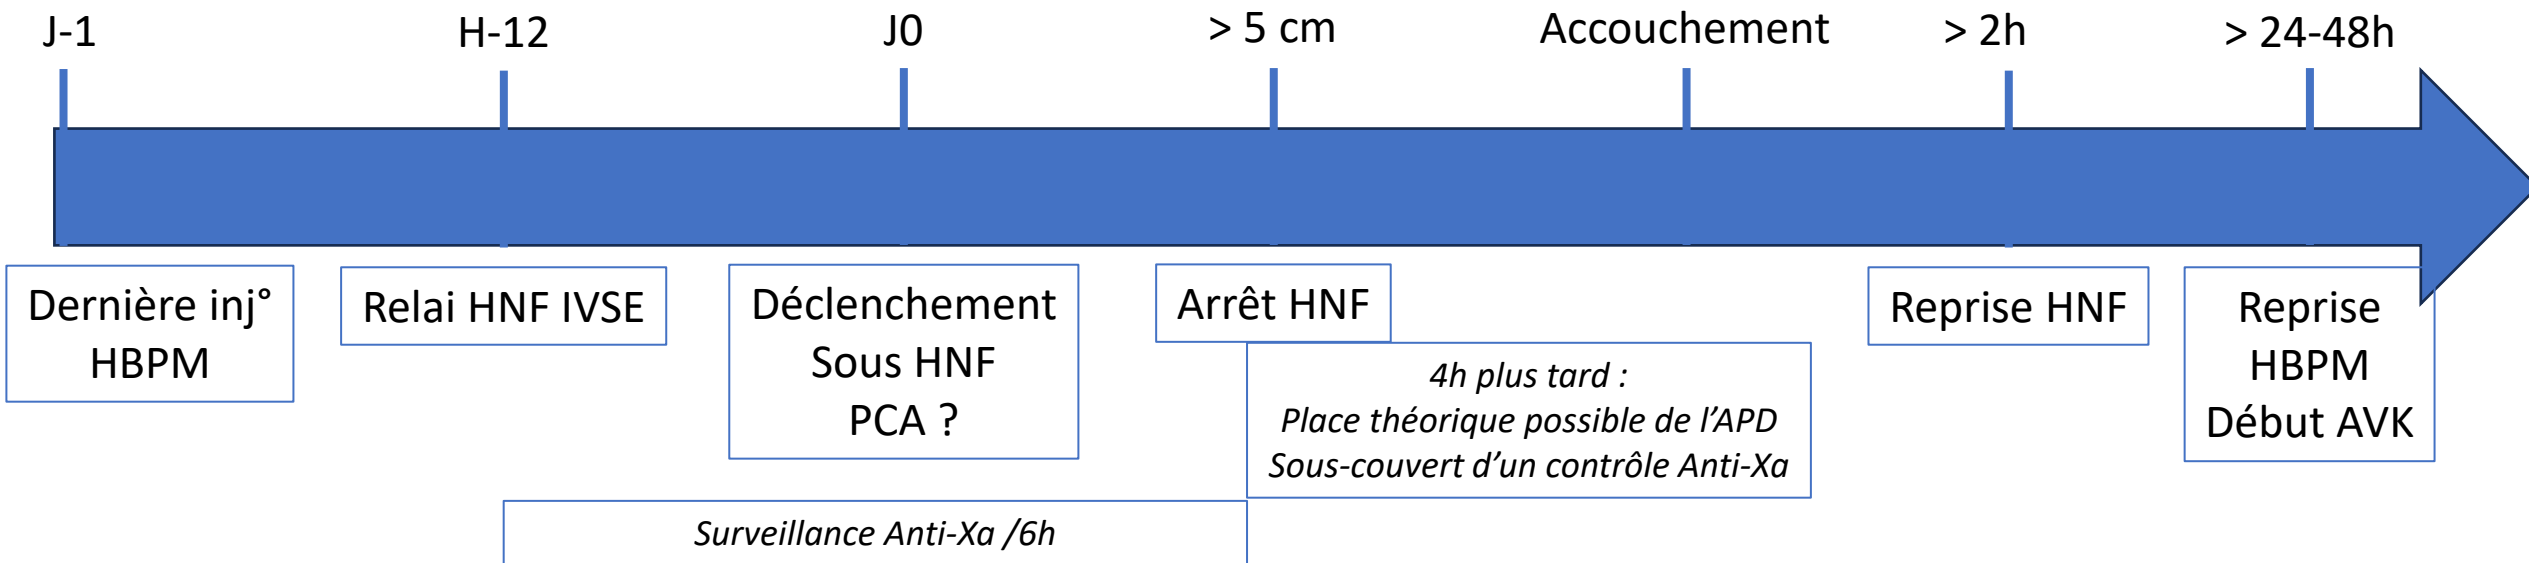 J-1
H-12
J0
> 5 cm
Accouchement
> 2h
> 24-48h
Dernière inj°
HBPM
Relai HNF IVSE
Déclenchement
Sous HNF
PCA ?
Arrêt HNF
4h plus tard :
Place théorique possible de l'APD
Sous-couvert d'un contrôle Anti-Xa
Reprise HNF
Reprise
HBPM
Début AVK
Surveillance Anti-Xa /6h